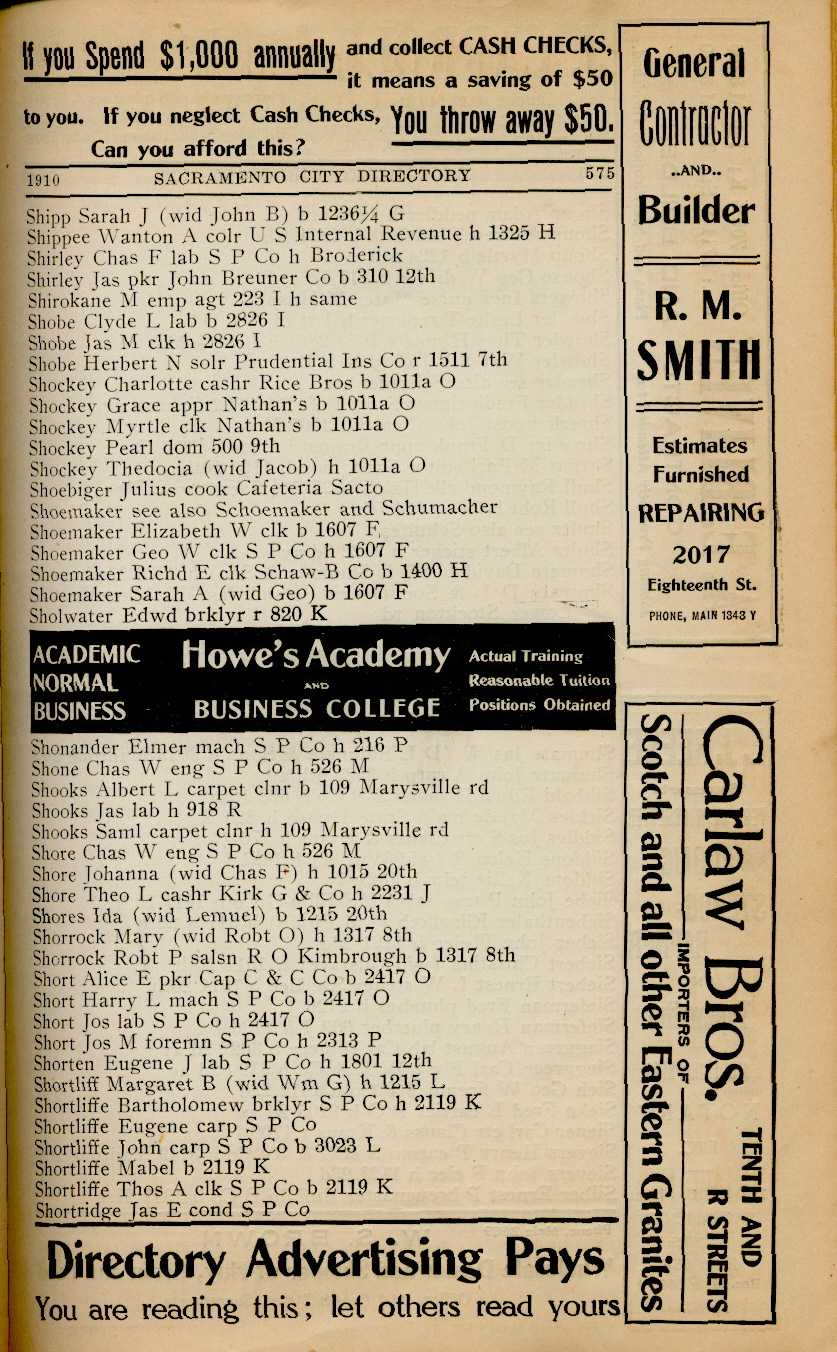 If you Spend $1,000 annually and collect CASH CHECKS,
it means a saving of $50
to you. If you neglect Cash Checks, You throw away $50.
Can you afford this?
1910 SACRAMENTO CITY DIRECTORY 575
Shipp Sarah J (wid John B) b 1236¼ G
Shippee Wanton A colr U S Internal Revenue h 1325 H
Shirley Chas F lab S P Co h Broderick
Shirley Jas pkr John Breuner Co b 310 12th
Shirokane M emp agt 223 I h same
Shobe Clyde L lab b 2826 I
Shobe Jas M clk h 2826 I
Shobe Herbert N solr Prudential Ins Co r 1511 7th
Shockey Charlotte cashr Rice Bros b 1011a O
Shockey Grace appr Nathan's b 1011a O
Shockey Myrtle clk Nathan's b 1011a O
Shockey Pearl dom 500 9th
Shockey Thedocia (wid Jacob) h 1011a O
Shoebiger Julius cook Cafeteria Sacto
Shoemaker see also Schoemaker and Schumacher
Shoemaker Elizabeth W clk b 1607 F
Shoemaker Geo W clk S P Co h 1607 F
Shoemaker Richd E clk Schaw-B Co b 1400 H
Shoemaker Sarah A (wid Geo) b 1607 F
Sholwater Edwd brklyr r 820 K
ACADEMIC
NORMAL
BUSINESS
Howe's Academy
AND
BUSINESS COLLEGE
Actual Training
Reasonable Tuition
Positions Obtained
Shonander Elmer mach S P Co h 216 P
Shone Chas W eng S P Co h 526 M
Shooks Albert L carpet clnr b 109 Marysville rd
Shooks Jas lab h 918 R
Shooks Saml carpet clnr h 109 Marysville rd
Shore Chas W eng S P Co h 526 M
Shore Johanna (wid Chas F) h 1015 20th
Shore Theo L cashr Kirk G & Co h 2231 J
Shores Ida (wid Lemuel) b 1215 20th
Shorrock Mary (wid Robt O) h 1317 8th
Shorrock Robt P salsn R O Kimbrough b 1317 8th
Short Alice E pkr Cap C & C Co b 2417 O
Short Harry L mach S P Co b 2417 O
Short Jos lab S P Co h 2417 O
Short Jos M foremn S P Co h 2313 P
Shorten Eugene J lab S P Co h 1801 12th
Shortliff Margaret B (wid Wm G) h 1215 L
Shortliffe Bartholomew brklyr S P Co h 2119 K
Shortliffe Eugene carp S P Co
Shortliffe John carp S P Co b 3023 L
Shortliffe Mabel b 2119 K
Shortliffe Thos A clk S P Co b 2119 K
Shortridge Jas E cond S P Co
Directory Advertising Pays
You are reading this; let others read yours
General
Contractor
..AND..
Builder
R. M.
SMITH
Estimates
Furnished
REPAIRING
2017
Eighteenth St.
PHONE, MAIN 1343 Y
Carlaw Bros.
TENTH AND
R STREETS
IMPORTERS OF
Scotch and all other Eastern Granites